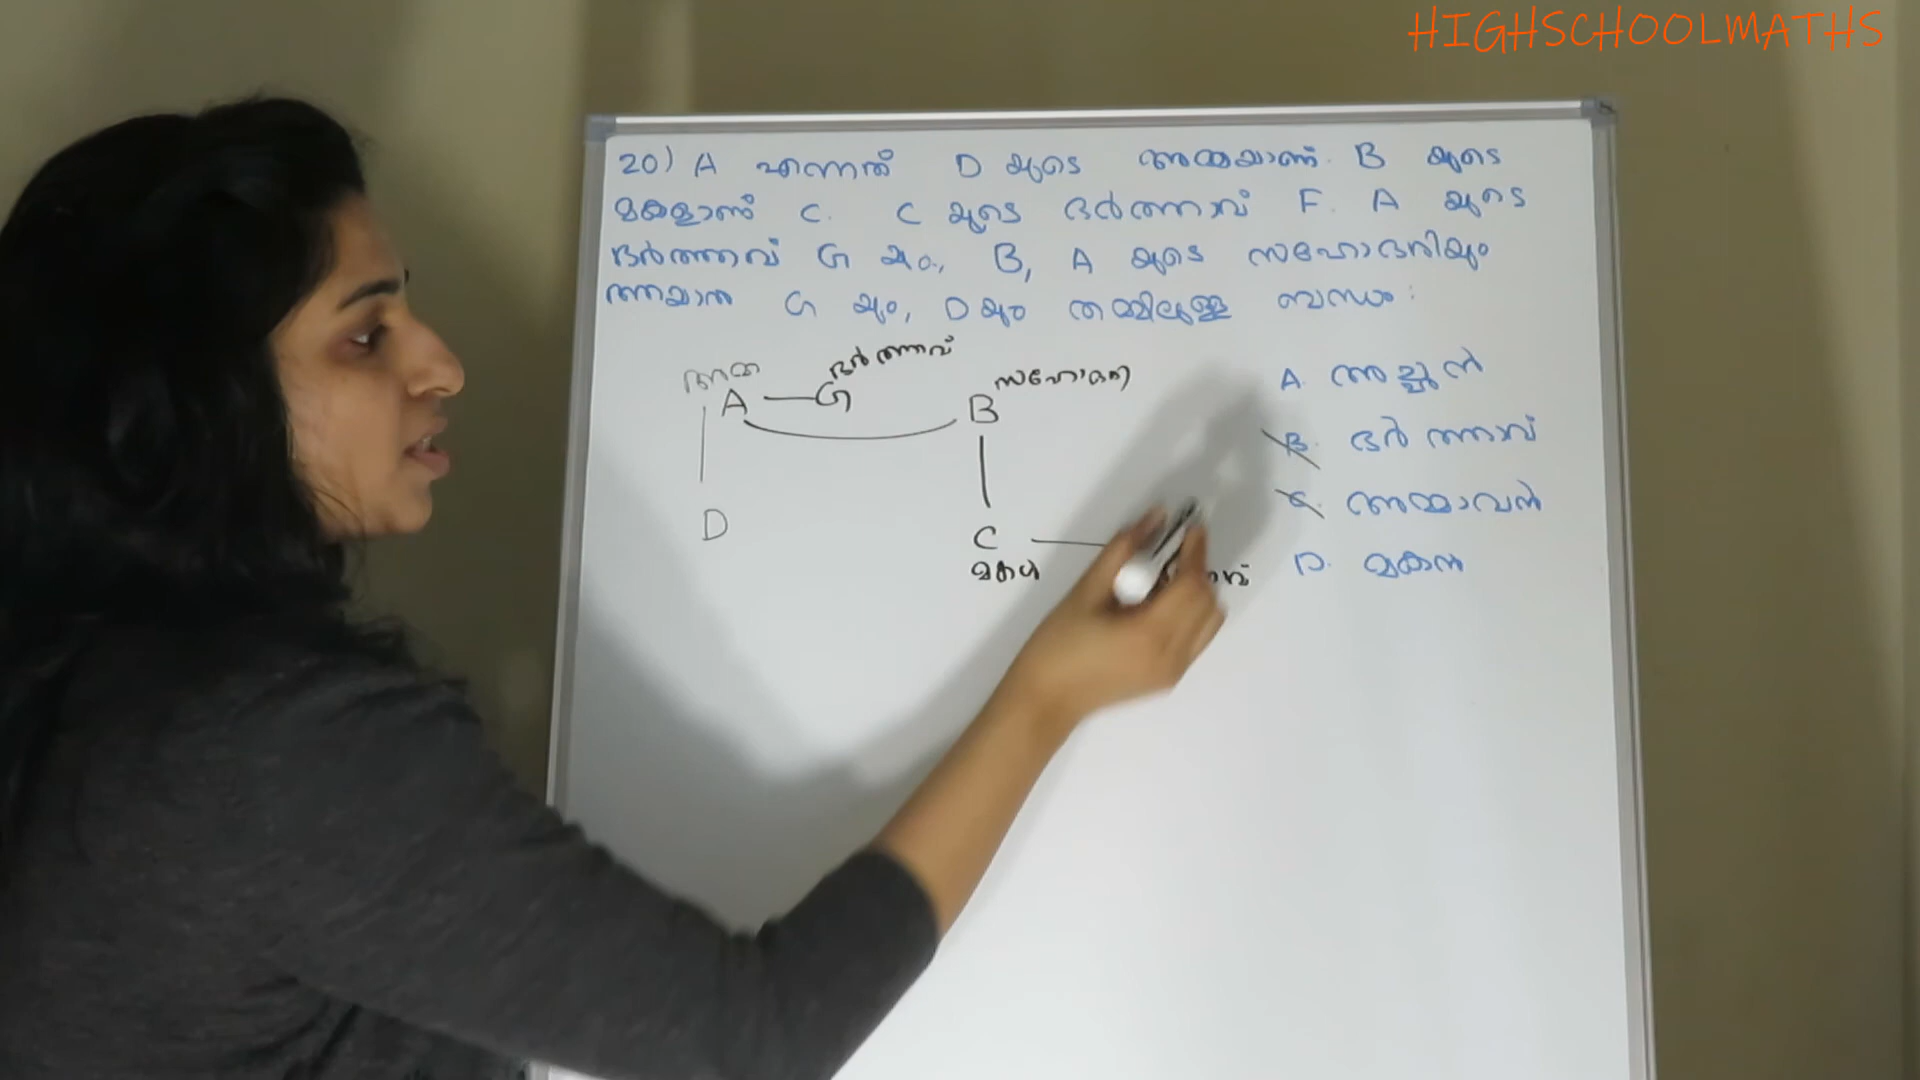 HIGHSCHOOLMATHS
20) A എന്നത് D യുടെ അമ്മയാണ്. B യുടെ
മകളാണ് C. C യുടെ ഭർത്താവ് F. A യുടെ
ഭർത്താവ് G യും, B, A യുടെ സഹോദരിയും
ആയാൽ G യും, D യും തമ്മിലുള്ള ബന്ധം :
അമ്മ A G ഭർത്താവ് B സഹോദരി
D C മകൾ
A. അച്ഛൻ
B. ഭർത്താവ്
C. അമ്മാവൻ
D. മകൻ